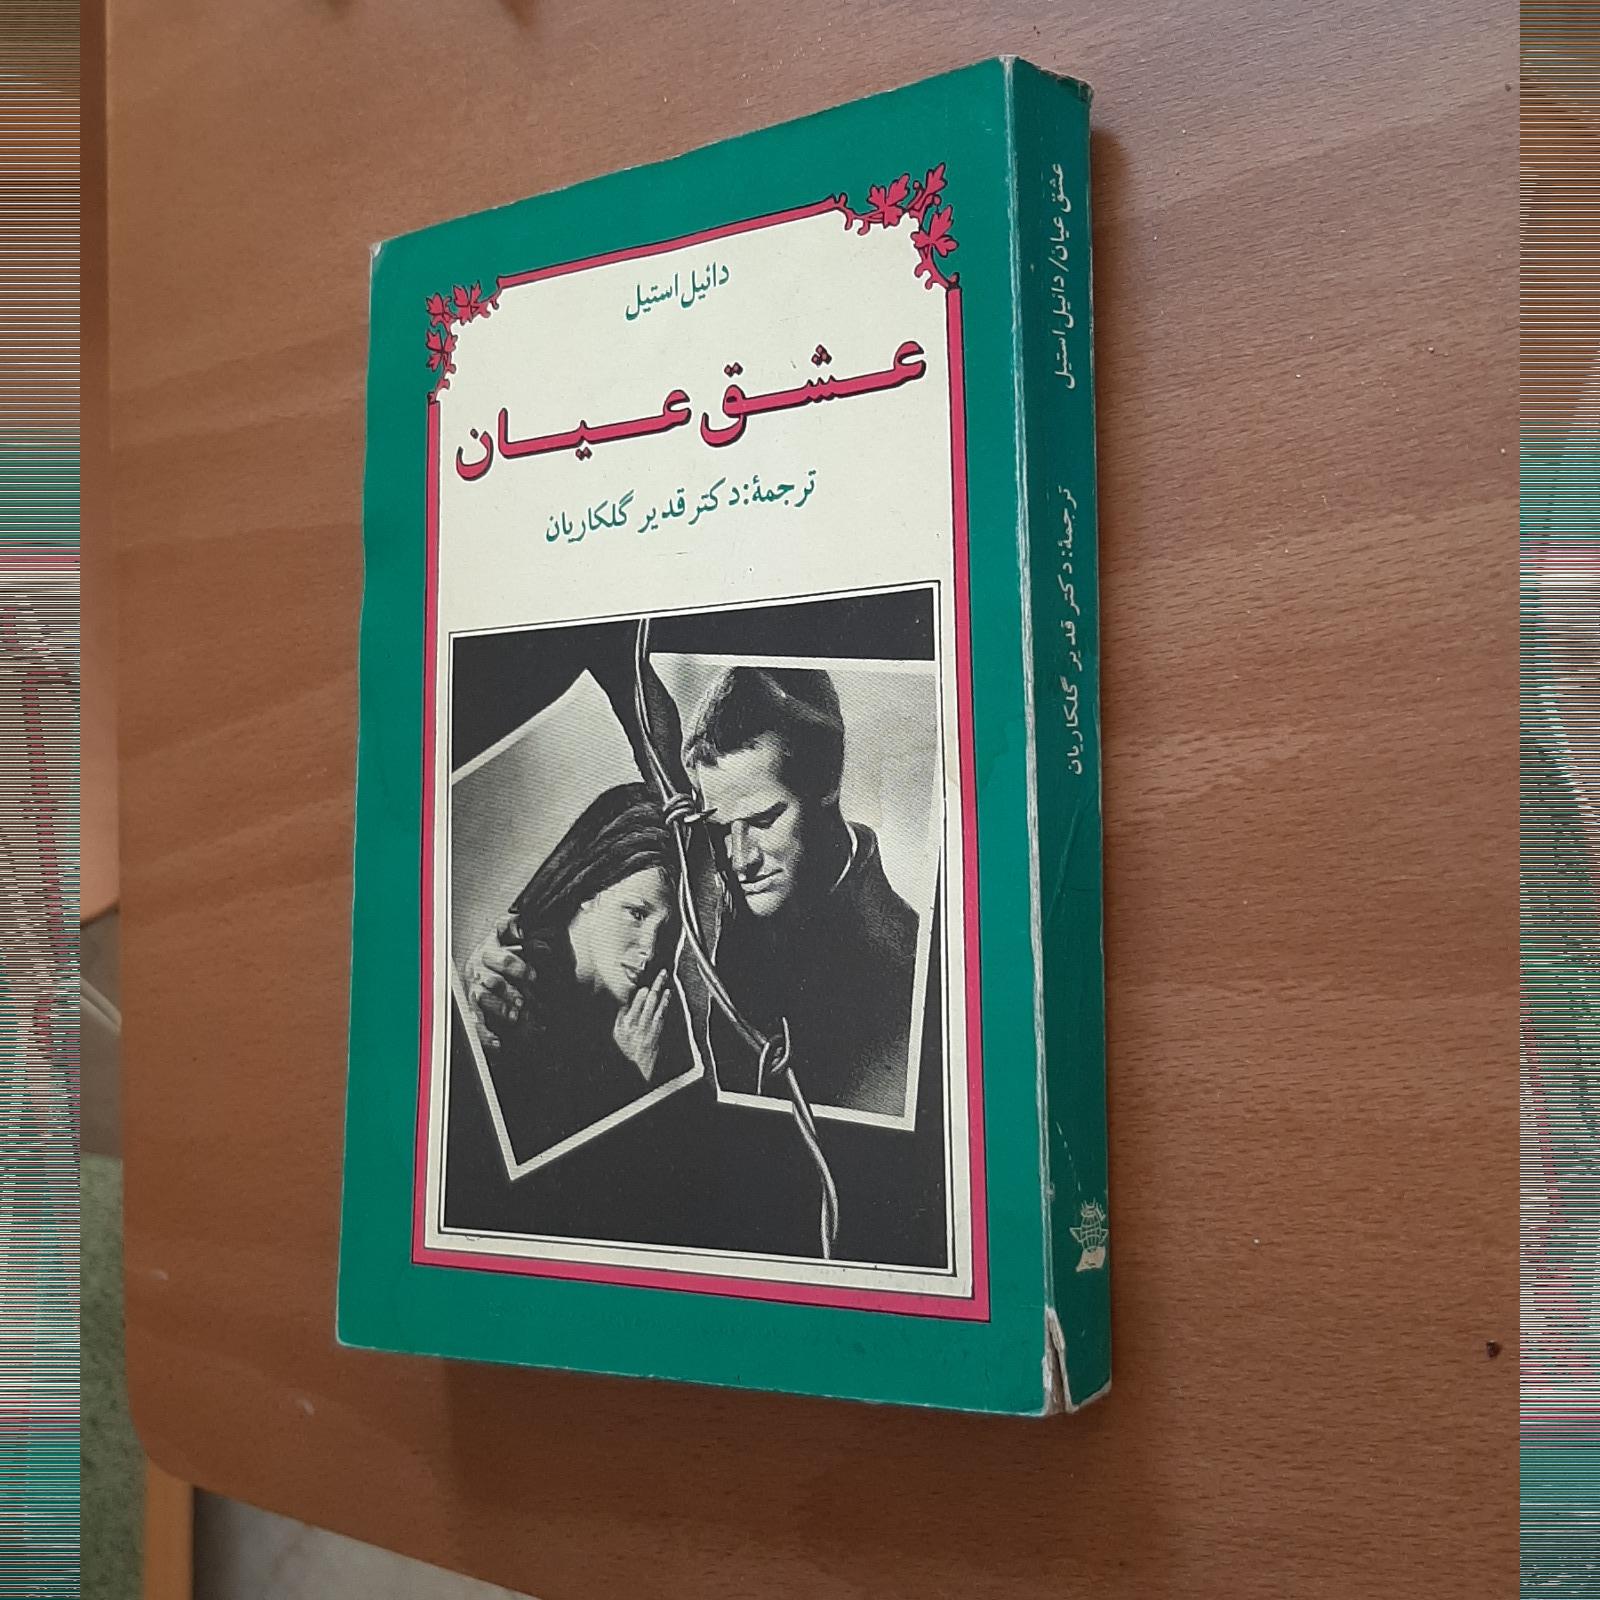 دانیل استیل
عشق عیان
ترجمهٔ: دکتر قدیر گلکاریان
عشق عیان/دانیل استیل
ترجمهٔ: دکتر قدیر گلکاریان